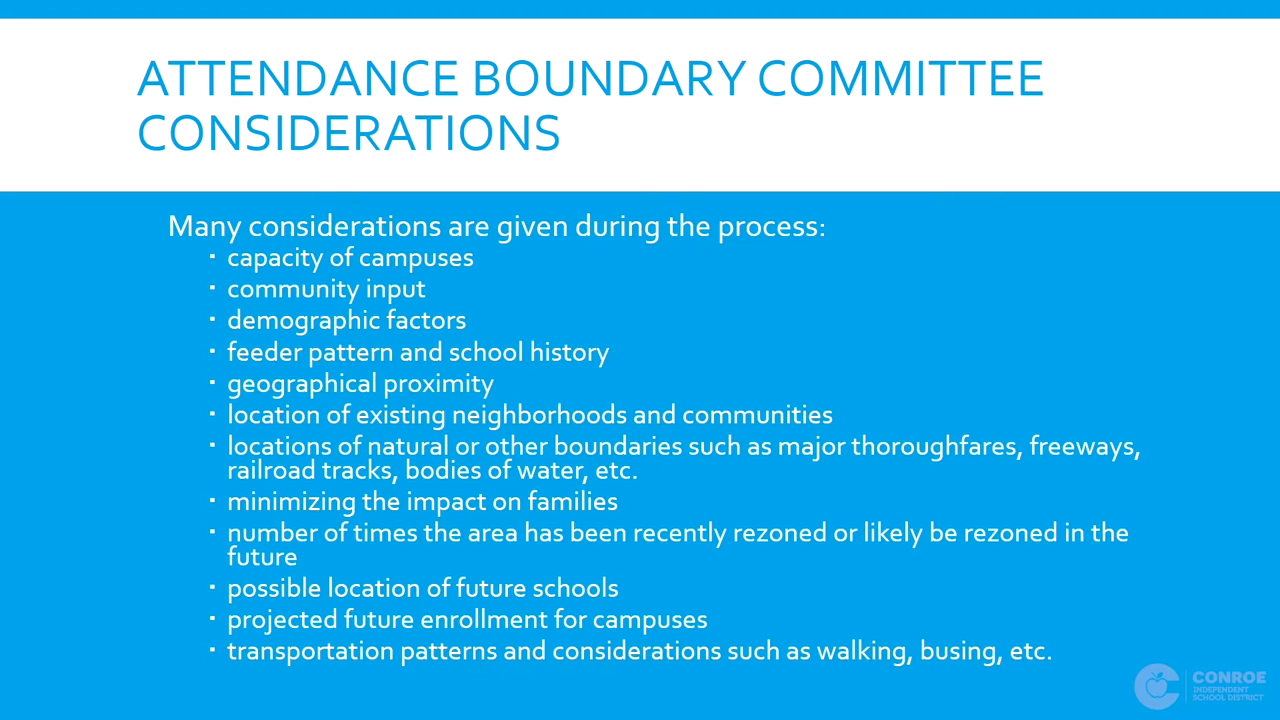 ATTENDANCE BOUNDARY COMMITTEE
CONSIDERATIONS
Many considerations are given during the process:
▪ capacity of campuses
▪ community input
▪ demographic factors
▪ feeder pattern and school history
▪ geographical proximity
▪ location of existing neighborhoods and communities
▪ locations of natural or other boundaries such as major thoroughfares, freeways,
railroad tracks, bodies of water, etc.
▪ minimizing the impact on families
▪ number of times the area has been recently rezoned or likely be rezoned in the
future
▪ possible location of future schools
▪ projected future enrollment for campuses
▪ transportation patterns and considerations such as walking, busing, etc.
CONROE
INDEPENDENT
SCHOOL DISTRICT